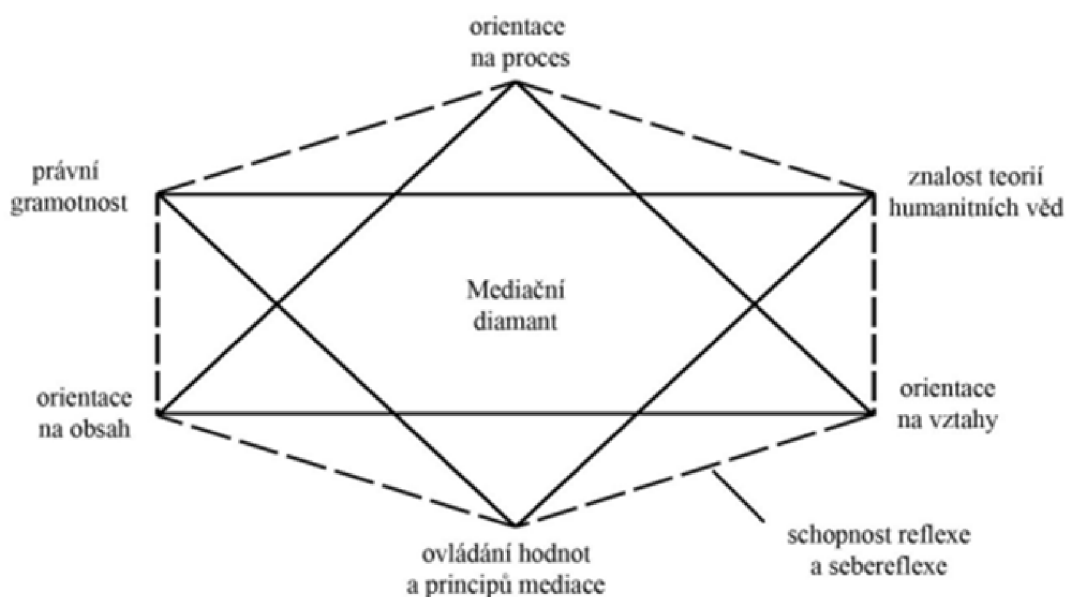 orientace
na proces
právní
gramotnost
znalost teorií
humanitních věd
Mediační
diamant
orientace
na obsah
orientace
na vztahy
ovládání hodnot
a principů mediace
schopnost reflexe
a sebereflexe